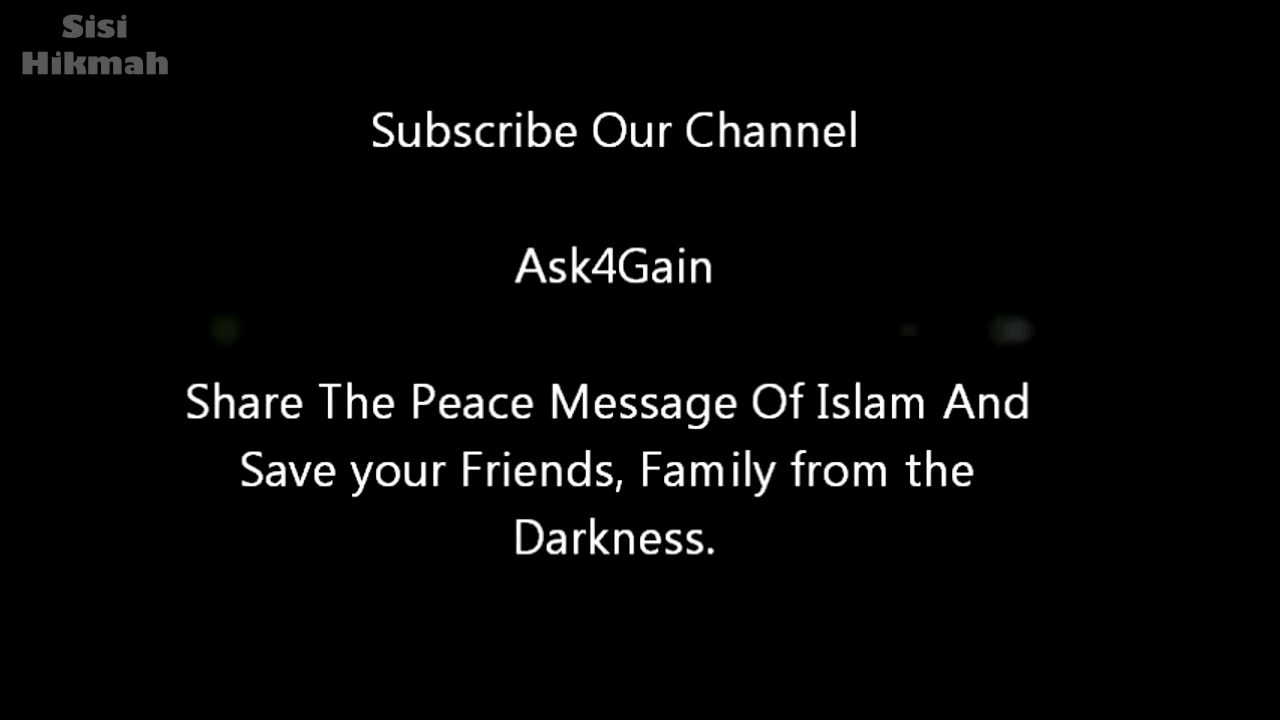 Sisi
Hikmah
Subscribe Our Channel
Ask4Gain
Share The Peace Message Of Islam And
Save your Friends, Family from the
Darkness.